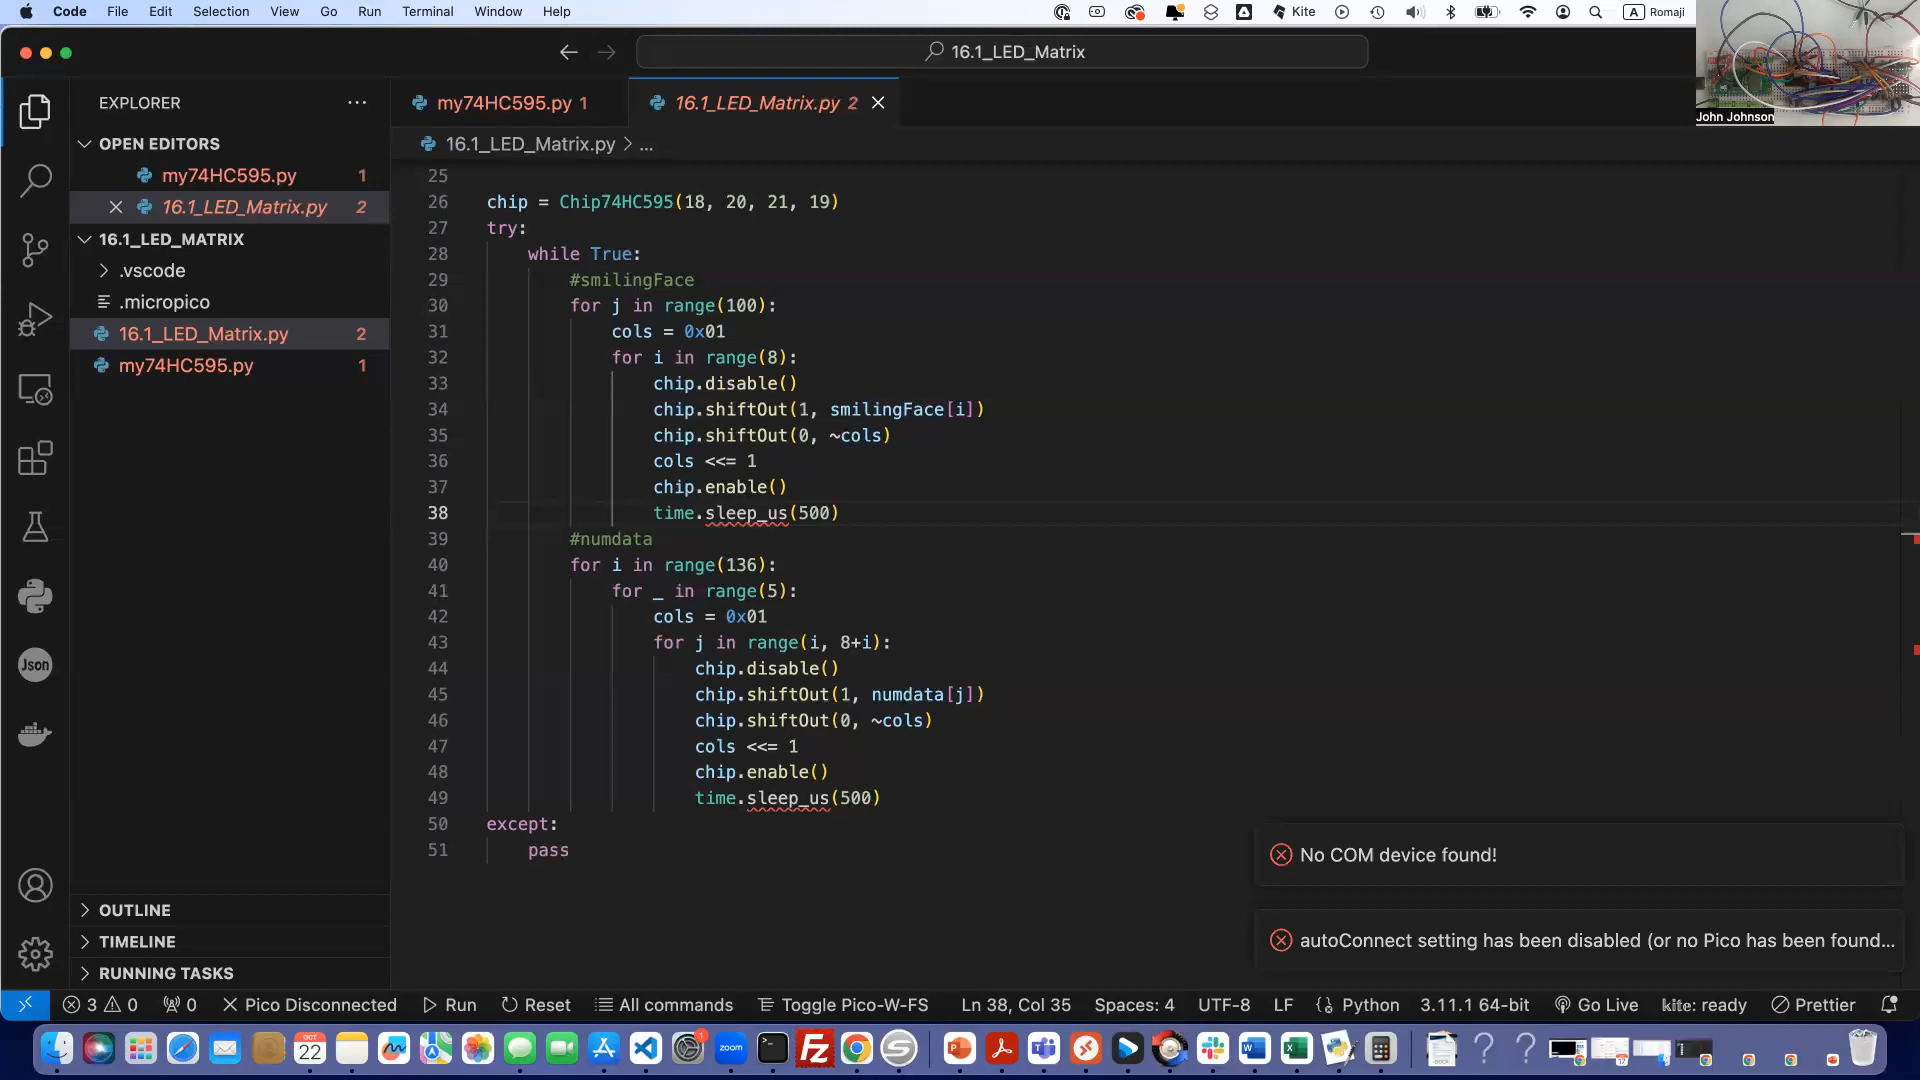 Code File Edit Selection View Go Run Terminal Window Help Kite A Romaji
16.1_LED_Matrix
John Johnson
EXPLORER
OPEN EDITORS
my74HC595.py 1
16.1_LED_Matrix.py 2
16.1_LED_MATRIX
.vscode
.micropico
16.1_LED_Matrix.py 2
my74HC595.py 1
OUTLINE
TIMELINE
RUNNING TASKS
my74HC595.py 1 16.1_LED_Matrix.py 2
16.1_LED_Matrix.py > ...
25
26 chip = Chip74HC595(18, 20, 21, 19)
27 try:
28 while True:
29 #smilingFace
30 for j in range(100):
31 cols = 0x01
32 for i in range(8):
33 chip.disable()
34 chip.shiftOut(1, smilingFace[i])
35 chip.shiftOut(0, ~cols)
36 cols <<= 1
37 chip.enable()
38 time.sleep_us(500)
39 #numdata
40 for i in range(136):
41 for _ in range(5):
42 cols = 0x01
43 for j in range(i, 8+i):
44 chip.disable()
45 chip.shiftOut(1, numdata[j])
46 chip.shiftOut(0, ~cols)
47 cols <<= 1
48 chip.enable()
49 time.sleep_us(500)
50 except:
51 pass
No COM device found!
autoConnect setting has been disabled (or no Pico has been found...
3 0 0 Pico Disconnected Run Reset All commands Toggle Pico-W-FS Ln 38, Col 35 Spaces: 4 UTF-8 LF Python 3.11.1 64-bit Go Live kite: ready Prettier
Json
OCT
22
1
zoom
Fz